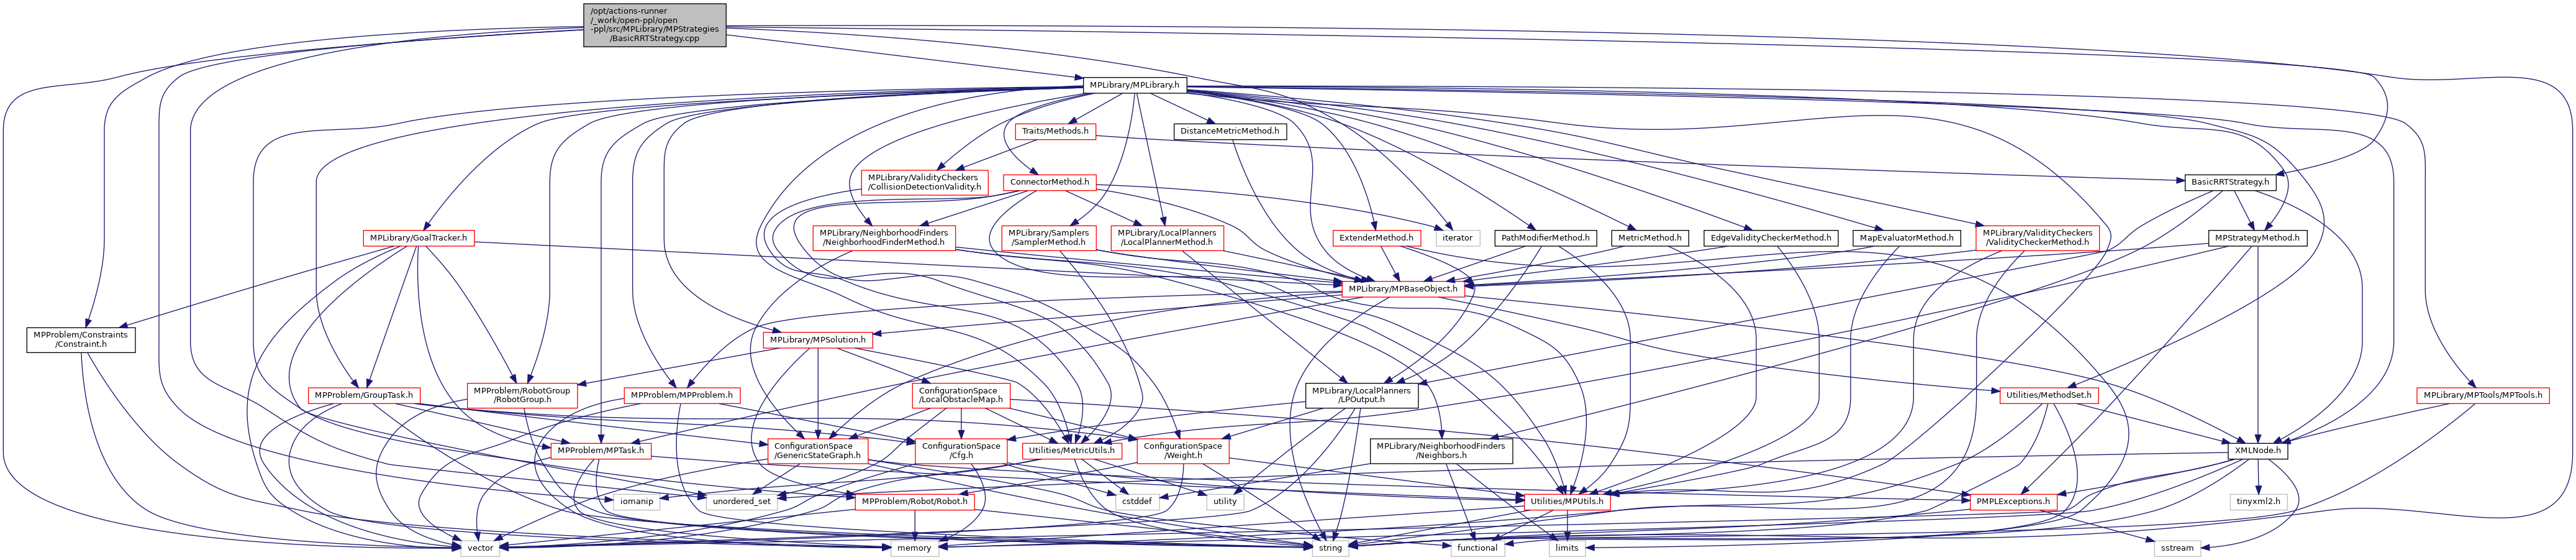 /opt/actions-runner
/_work/open-ppl/open
-ppl/src/MPLibrary/MPStrategies
/BasicRRTStrategy.cpp
MPLibrary/MPLibrary.h
Traits/Methods.h
DistanceMetricMethod.h
MPLibrary/ValidityCheckers
/CollisionDetectionValidity.h
ConnectorMethod.h
BasicRRTStrategy.h
MPLibrary/GoalTracker.h
MPLibrary/NeighborhoodFinders
/NeighborhoodFinderMethod.h
MPLibrary/Samplers
/SamplerMethod.h
MPLibrary/LocalPlanners
/LocalPlannerMethod.h
ExtenderMethod.h
iterator
PathModifierMethod.h
MetricMethod.h
EdgeValidityCheckerMethod.h
MapEvaluatorMethod.h
MPLibrary/ValidityCheckers
/ValidityCheckerMethod.h
MPStrategyMethod.h
MPLibrary/MPBaseObject.h
MPProblem/Constraints
/Constraint.h
MPLibrary/MPSolution.h
MPProblem/GroupTask.h
MPProblem/RobotGroup
/RobotGroup.h
MPProblem/MPProblem.h
ConfigurationSpace
/LocalObstacleMap.h
MPLibrary/LocalPlanners
/LPOutput.h
Utilities/MethodSet.h
MPLibrary/MPTools/MPTools.h
MPProblem/MPTask.h
ConfigurationSpace
/GenericStateGraph.h
ConfigurationSpace
/Cfg.h
Utilities/MetricUtils.h
ConfigurationSpace
/Weight.h
MPLibrary/NeighborhoodFinders
/Neighbors.h
XMLNode.h
iomanip
unordered_set
MPProblem/Robot/Robot.h
cstddef
utility
Utilities/MPUtils.h
PMPLExceptions.h
tinyxml2.h
vector
memory
string
functional
limits
sstream